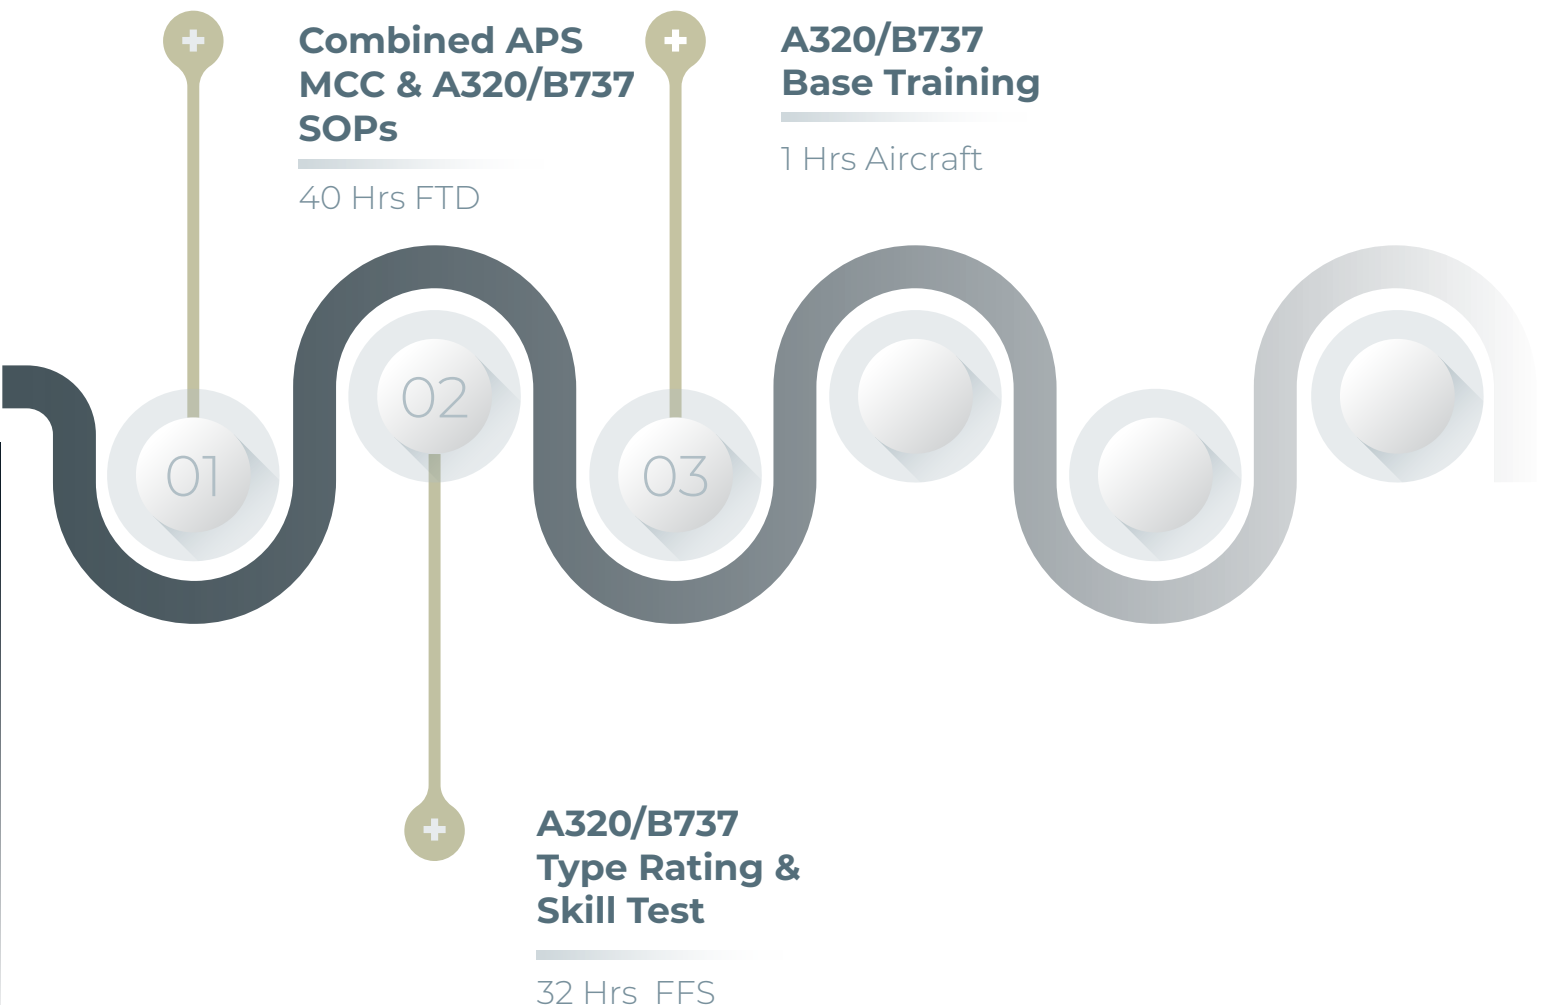 Combined APS
MCC & A320/B737
SOPs
40 Hrs FTD
A320/B737
Base Training
1 Hrs Aircraft
01
02
03
A320/B737
Type Rating &
Skill Test
32 Hrs FFS